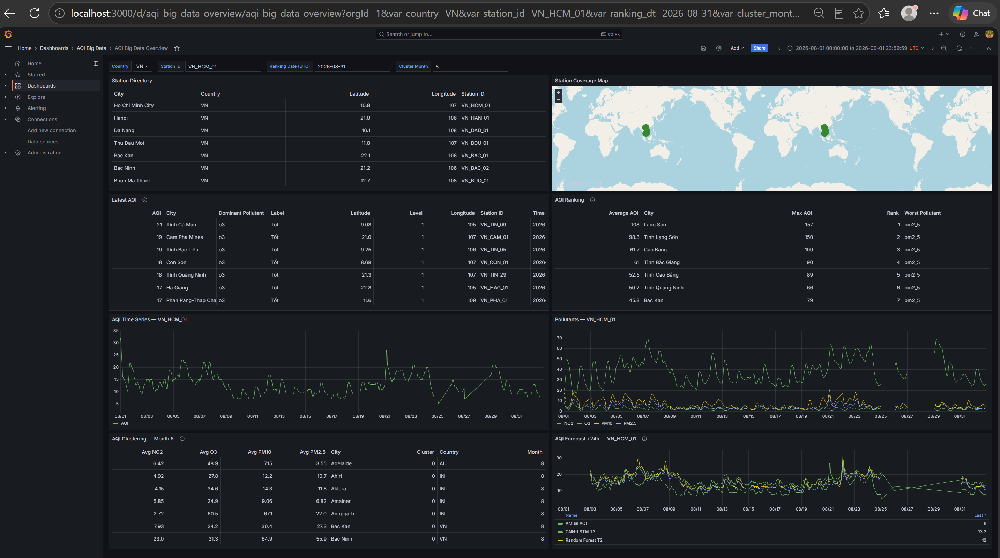 localhost:3000/d/aqi-big-data-overview/aqi-big-data-overview?orgId=1&var-country=VN&var-station_id=VN_HCM_01&var-ranking_dt=2026-08-31&var-cluster_mont...
Chat
Search or jump to...
ctrl+k
Home › Dashboards › AQI Big Data › AQI Big Data Overview
Add
Share
2026-08-01 00:00:00 to 2026-09-01 23:59:59 UTC
Home
Starred
Dashboards
Explore
Alerting
Connections
Add new connection
Data sources
Administration
Country VN Station ID VN_HCM_01 Ranking Date (UTC) 2026-08-31 Cluster Month 8
Station Directory
City Country Latitude Longitude Station ID
Ho Chi Minh City VN 10.8 107 VN_HCM_01
Hanoi VN 21.0 106 VN_HAN_01
Da Nang VN 16.1 108 VN_DAD_01
Thu Dau Mot VN 11.0 107 VN_BDU_01
Bac Kan VN 22.1 106 VN_BAC_01
Bac Ninh VN 21.2 106 VN_BAC_02
Buon Ma Thuot VN 12.7 108 VN_BUO_01
Station Coverage Map
+
−
Latest AQI
AQI City Dominant Pollutant Label Latitude Level Longitude Station ID Time
21 Tỉnh Cà Mau o3 Tốt 9.08 1 105 VN_TIN_09 2026-
19 Cam Pha Mines o3 Tốt 21.0 1 107 VN_CAM_01 2026-
19 Tỉnh Bạc Liêu o3 Tốt 9.25 1 106 VN_TIN_05 2026-
18 Con Son o3 Tốt 8.68 1 107 VN_CON_01 2026-
18 Tỉnh Quảng Ninh o3 Tốt 21.3 1 107 VN_TIN_29 2026-
17 Ha Giang o3 Tốt 22.8 1 105 VN_HAG_01 2026-
17 Phan Rang-Thap Cha o3 Tốt 11.6 1 109 VN_PHA_01 2026-
AQI Ranking
Average AQI City Max AQI Rank Worst Pollutant
108 Lang Son 157 1 pm2_5
98.3 Tỉnh Lạng Sơn 150 2 pm2_5
61.7 Cao Bang 109 3 pm2_5
61 Tỉnh Bắc Giang 90 4 pm2_5
52.5 Tỉnh Cao Bằng 89 5 pm2_5
50.2 Tỉnh Quảng Ninh 66 6 pm2_5
45.3 Bac Kan 79 7 pm2_5
AQI Time Series — VN_HCM_01
35
30
25
20
15
10
5
08/01 08/03 08/05 08/07 08/09 08/11 08/13 08/15 08/17 08/19 08/21 08/23 08/25 08/27 08/29 08/31
AQI
Pollutants — VN_HCM_01
70
60
50
40
30
20
10
0
08/01 08/03 08/05 08/07 08/09 08/11 08/13 08/15 08/17 08/19 08/21 08/23 08/25 08/27 08/29 08/31
NO2 O3 PM10 PM2.5
AQI Clustering — Month 8
Avg NO2 Avg O3 Avg PM10 Avg PM2.5 City Cluster Country Month
6.42 48.9 7.15 3.55 Adelaide 0 AU 8
4.92 27.8 12.2 10.7 Ahiri 0 IN 8
4.15 34.6 14.3 11.8 Aklera 0 IN 8
5.85 24.9 9.06 6.82 Amalner 0 IN 8
2.72 60.5 67.1 22.0 Anūpgarh 0 IN 8
7.93 24.2 30.4 27.3 Bac Kan 0 VN 8
23.0 31.3 64.9 55.9 Bac Ninh 0 VN 8
AQI Forecast +24h — VN_HCM_01
30
20
10
08/01 08/03 08/05 08/07 08/09 08/11 08/13 08/15 08/17 08/19 08/21 08/23 08/25 08/27 08/29 08/31
Name Last *
Actual AQI 8
CNN-LSTM T3 13.2
Random Forest T2 12